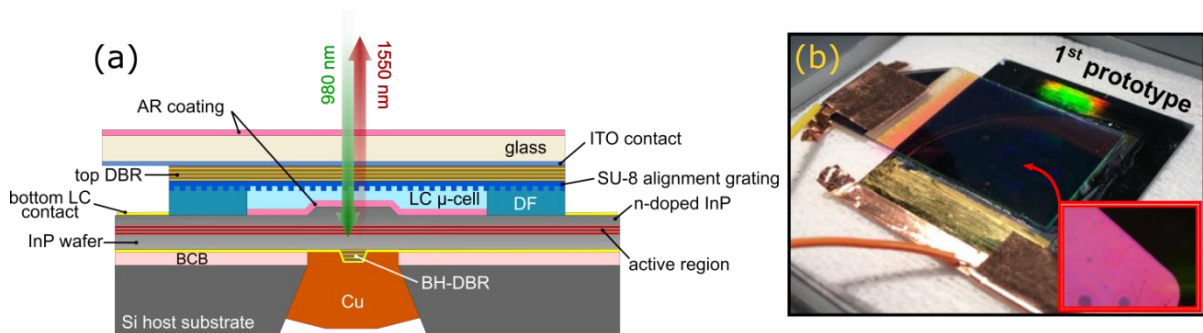 (a)
980 nm
1550 nm
AR coating
glass
ITO contact
top DBR
SU-8 alignment grating
bottom LC
contact
LC μ-cell
DF
n-doped InP
InP wafer
active region
BCB
BH-DBR
Cu
Si host substrate
(b)
1st prototype